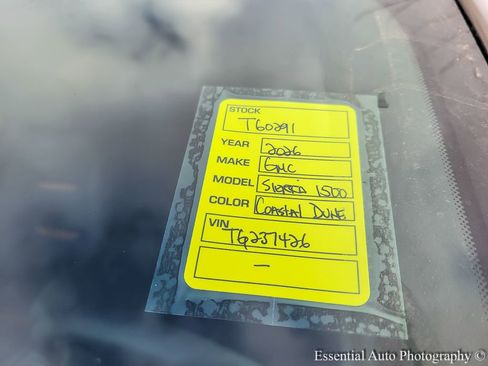 STOCK
T60291
YEAR 2026
MAKE GMC
MODEL SIERRA 1500
COLOR COASTAL DUNE
VIN
TG237426
—
Essential Auto Photography ©